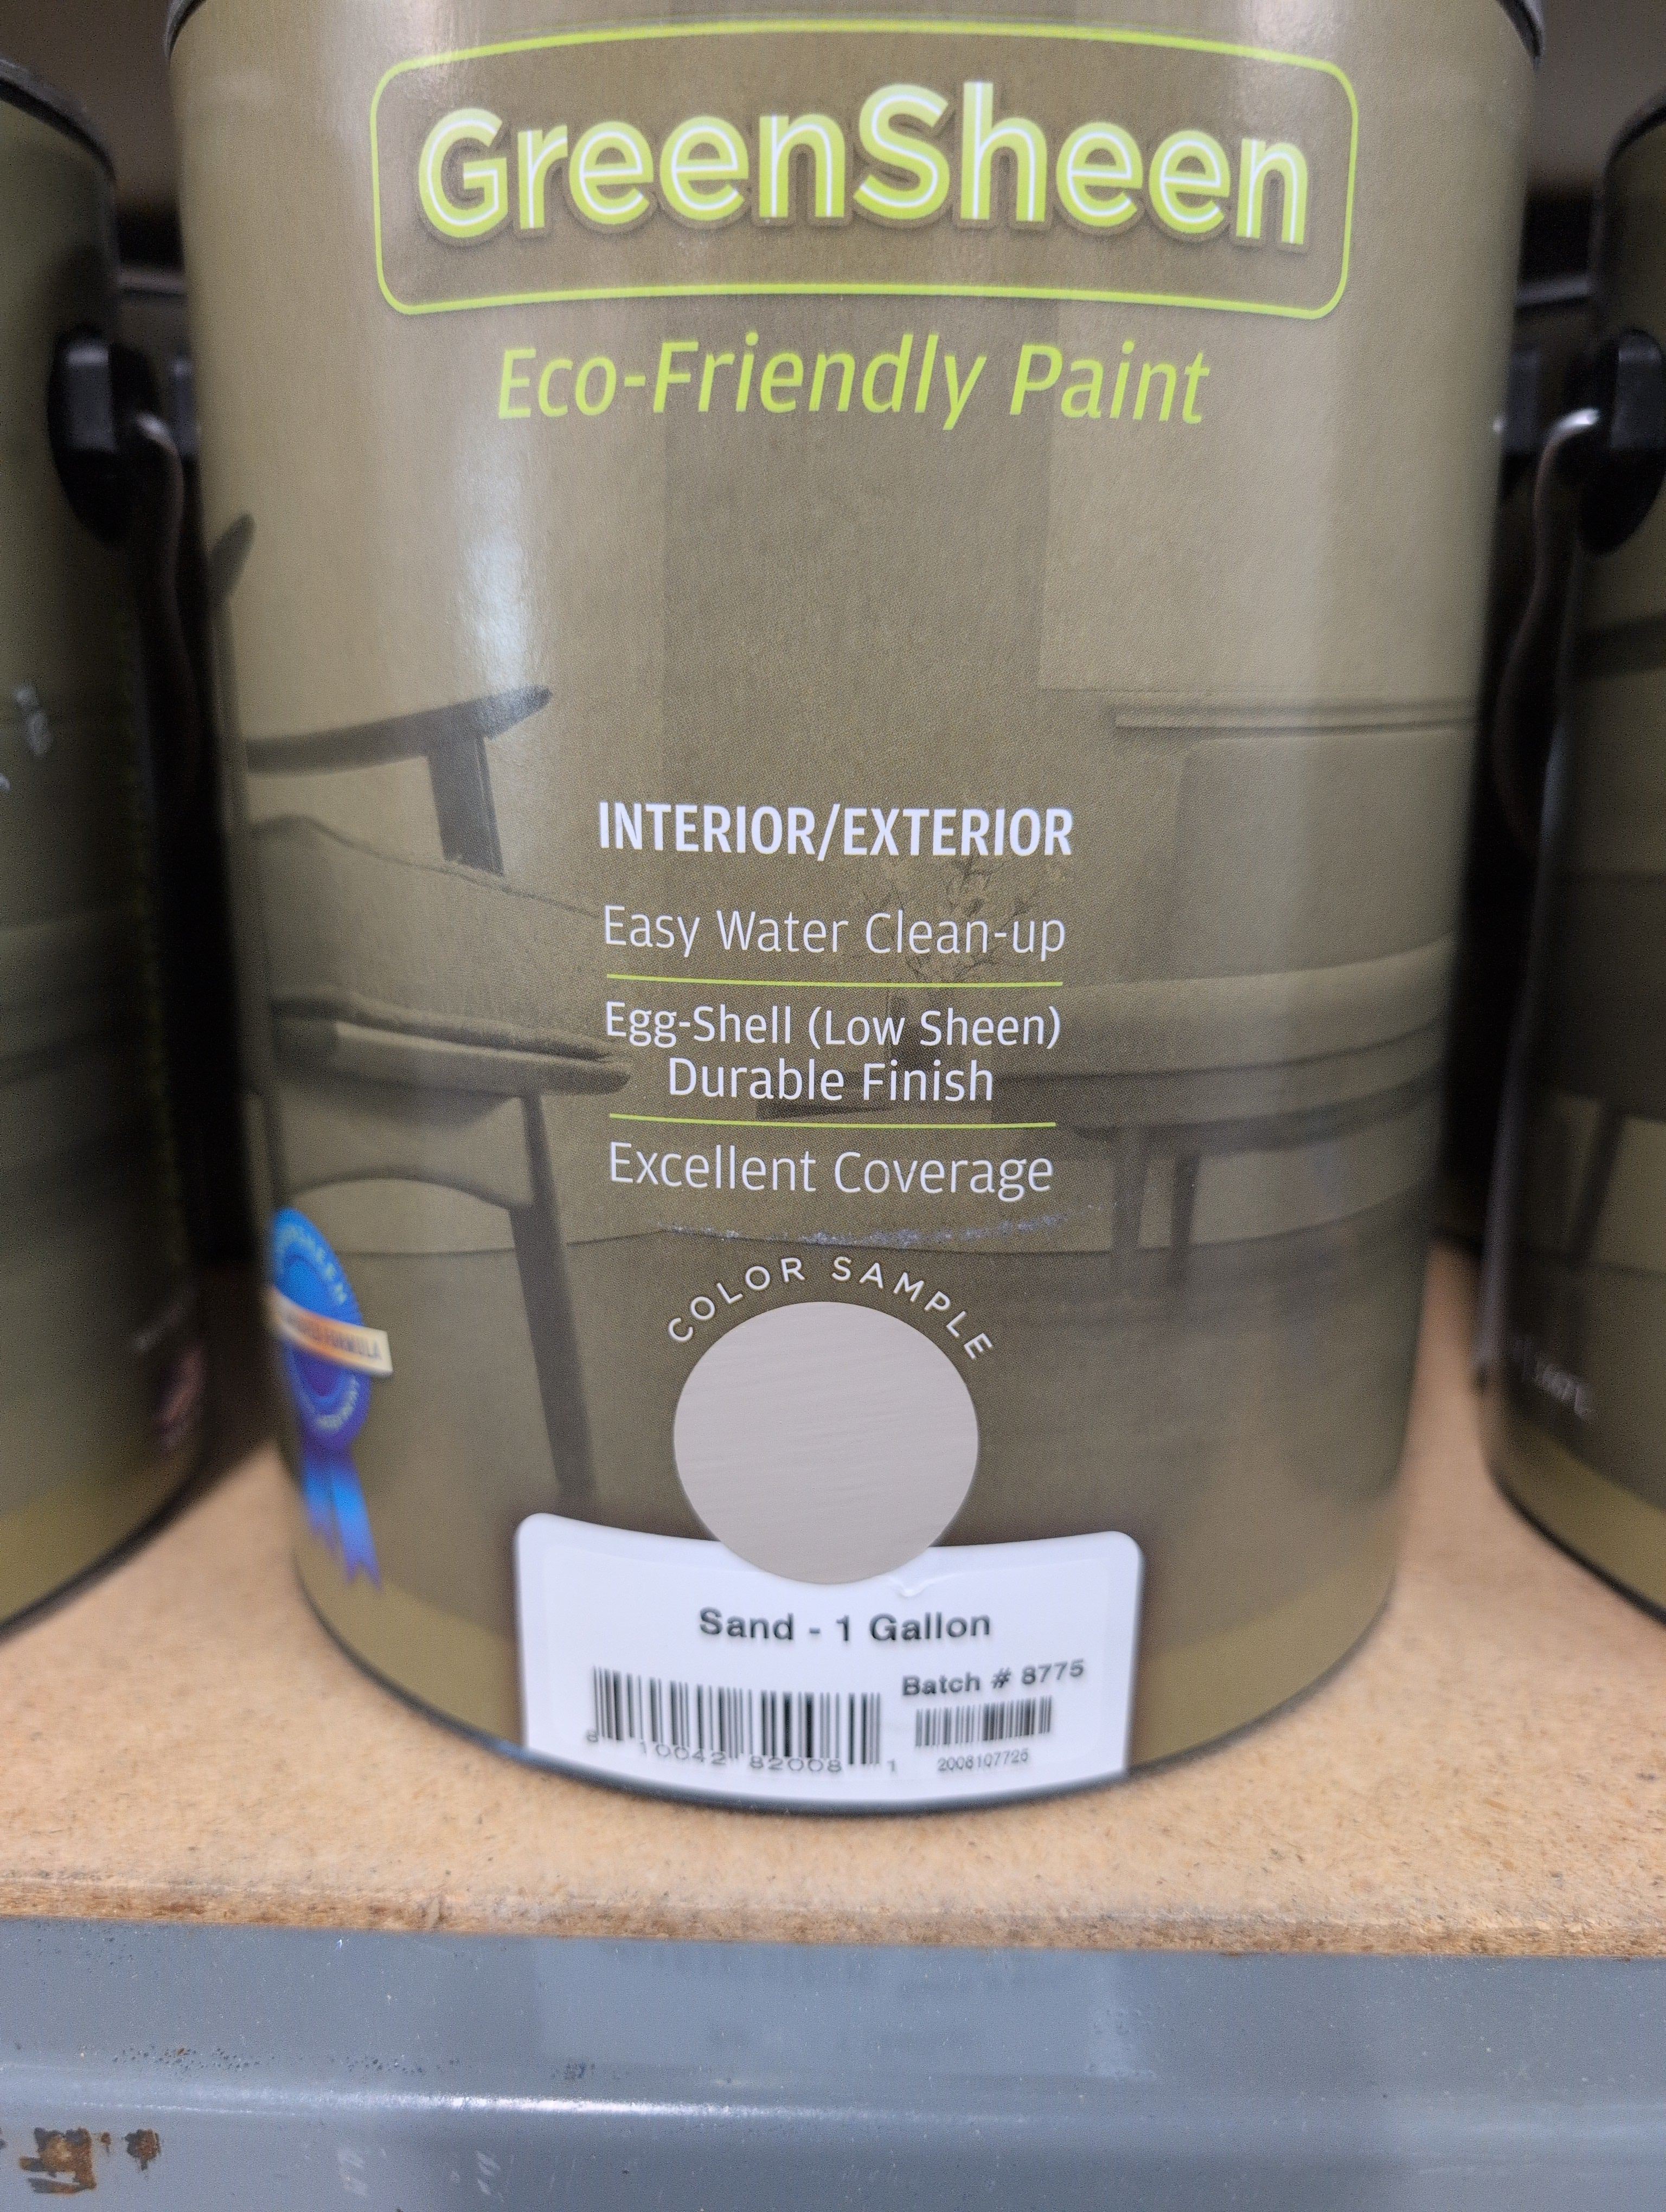 GreenSheen
Eco-Friendly Paint
INTERIOR/EXTERIOR
Easy Water Clean-up
Egg-Shell (Low Sheen)
Durable Finish
Excellent Coverage
COLOR SAMPLE
FORMULA
Sand - 1 Gallon
Batch # 8775
8 10042 82008 1
2008107726